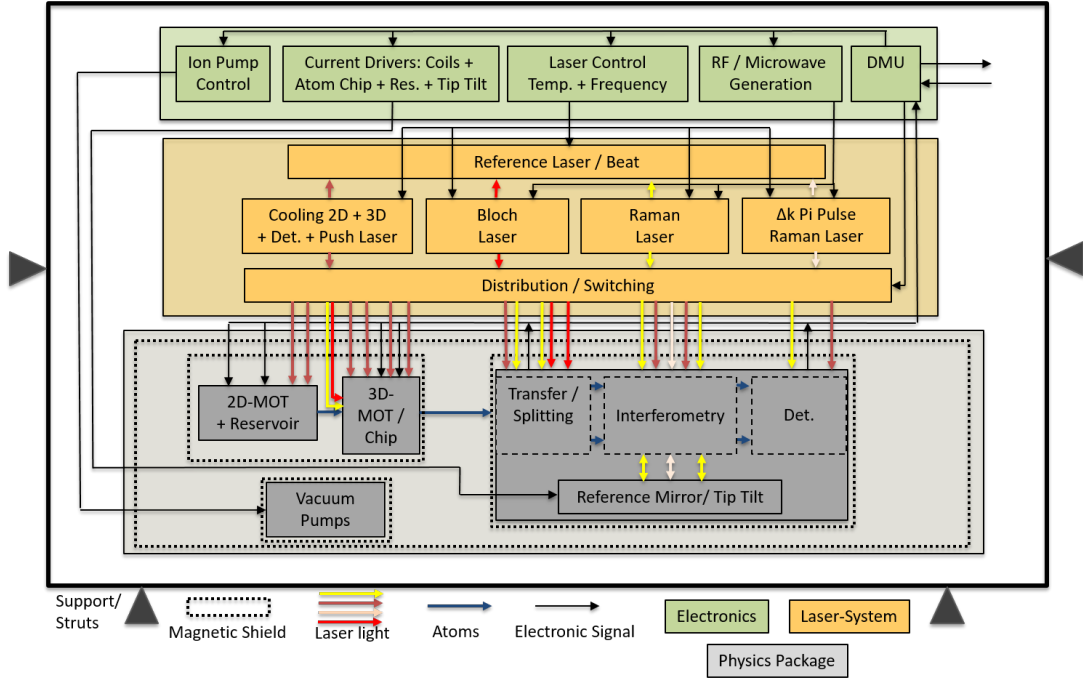 Ion Pump
Control
Current Drivers: Coils +
Atom Chip + Res. + Tip Tilt
Laser Control
Temp. + Frequency
RF / Microwave
Generation
DMU
Reference Laser / Beat
Cooling 2D + 3D
+ Det. + Push Laser
Bloch
Laser
Raman
Laser
Δk Pi Pulse
Raman Laser
Distribution / Switching
2D-MOT
+ Reservoir
3D-
MOT /
Chip
Transfer /
Splitting
Interferometry
Det.
Reference Mirror/ Tip Tilt
Vacuum
Pumps
Support/
Struts
Magnetic Shield
Laser light
Atoms
Electronic Signal
Electronics
Laser-System
Physics Package